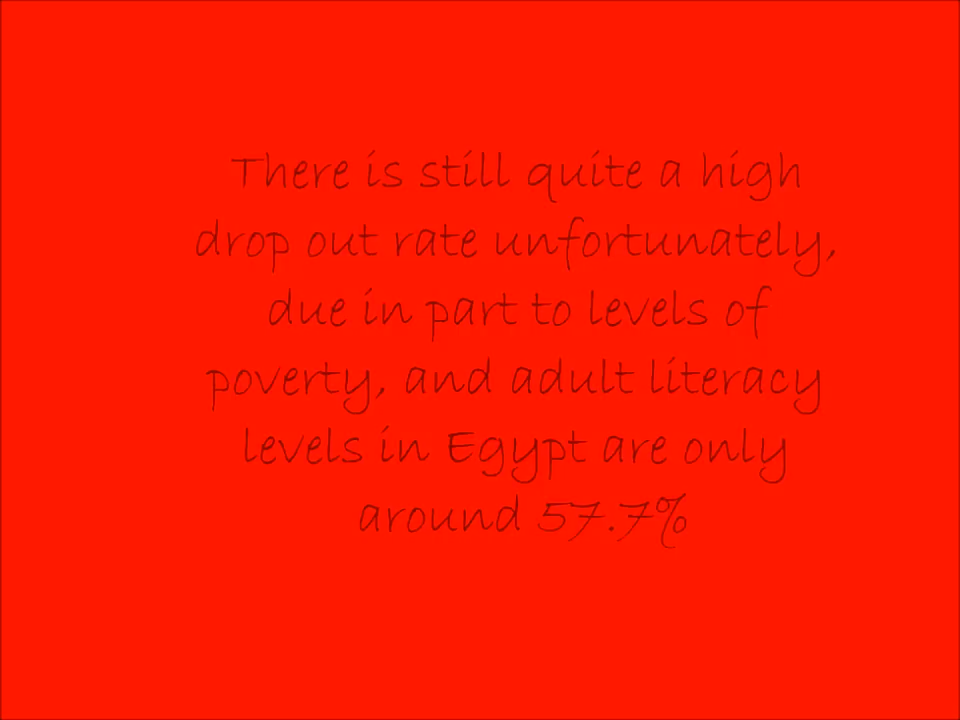 There is still quite a high
drop out rate unfortunately,
due in part to levels of
poverty, and adult literacy
levels in Egypt are only
around 57.7%